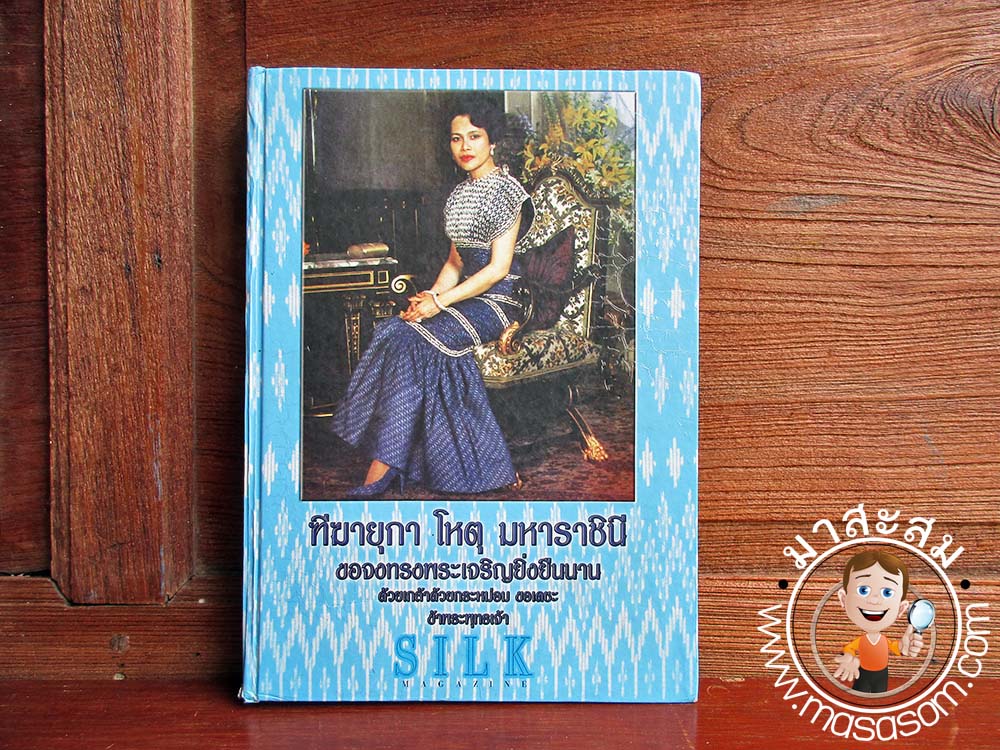 ฑีฆายุกา โหตุ มหาราชินี
ขอจงทรงพระเจริญยิ่งยืนนาน
ด้วยเกล้าด้วยกระหม่อม ขอเดชะ
ข้าพระพุทธเจ้า
SILK
MAGAZINE
มาสะสม
www.masasom.com